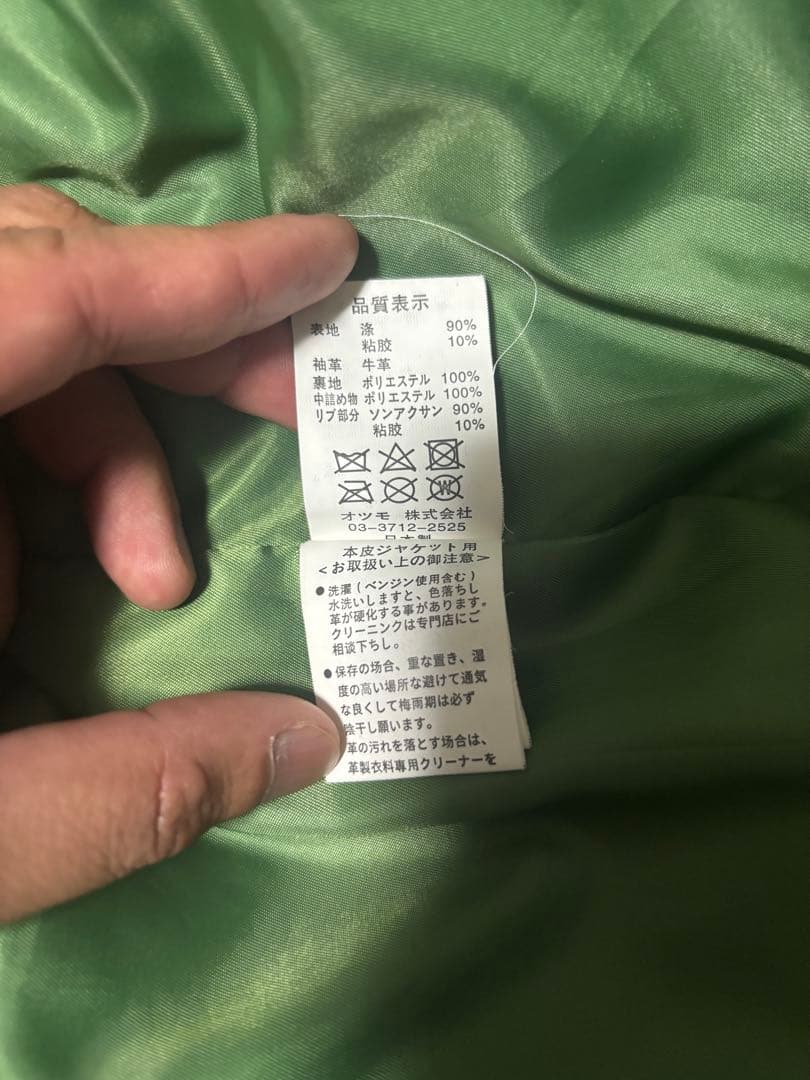 品質表示
表地 涤 90%
粘胶 10%
袖革 牛革
裏地 ポリエステル 100%
中詰め物 ポリエステル 100%
リブ部分 ソンアクサン 90%
粘胶 10%
W
オツモ 株式会社
03-3712-2525
日本製
本皮ジャケット用
<お取扱い上の御注意>
●洗濯(ベンジン使用含む)
水洗いしますと、色落ちし
革が硬化する事があります。
クリーニンクは専門店にご
相談下ちし。
●保存の場合、重な置き、湿
度の高い場所な避けて通気
な良くして梅雨期は必ず
陰干し願います。
革の汚れを落とす場合は、
革製衣料専用クリーナーを